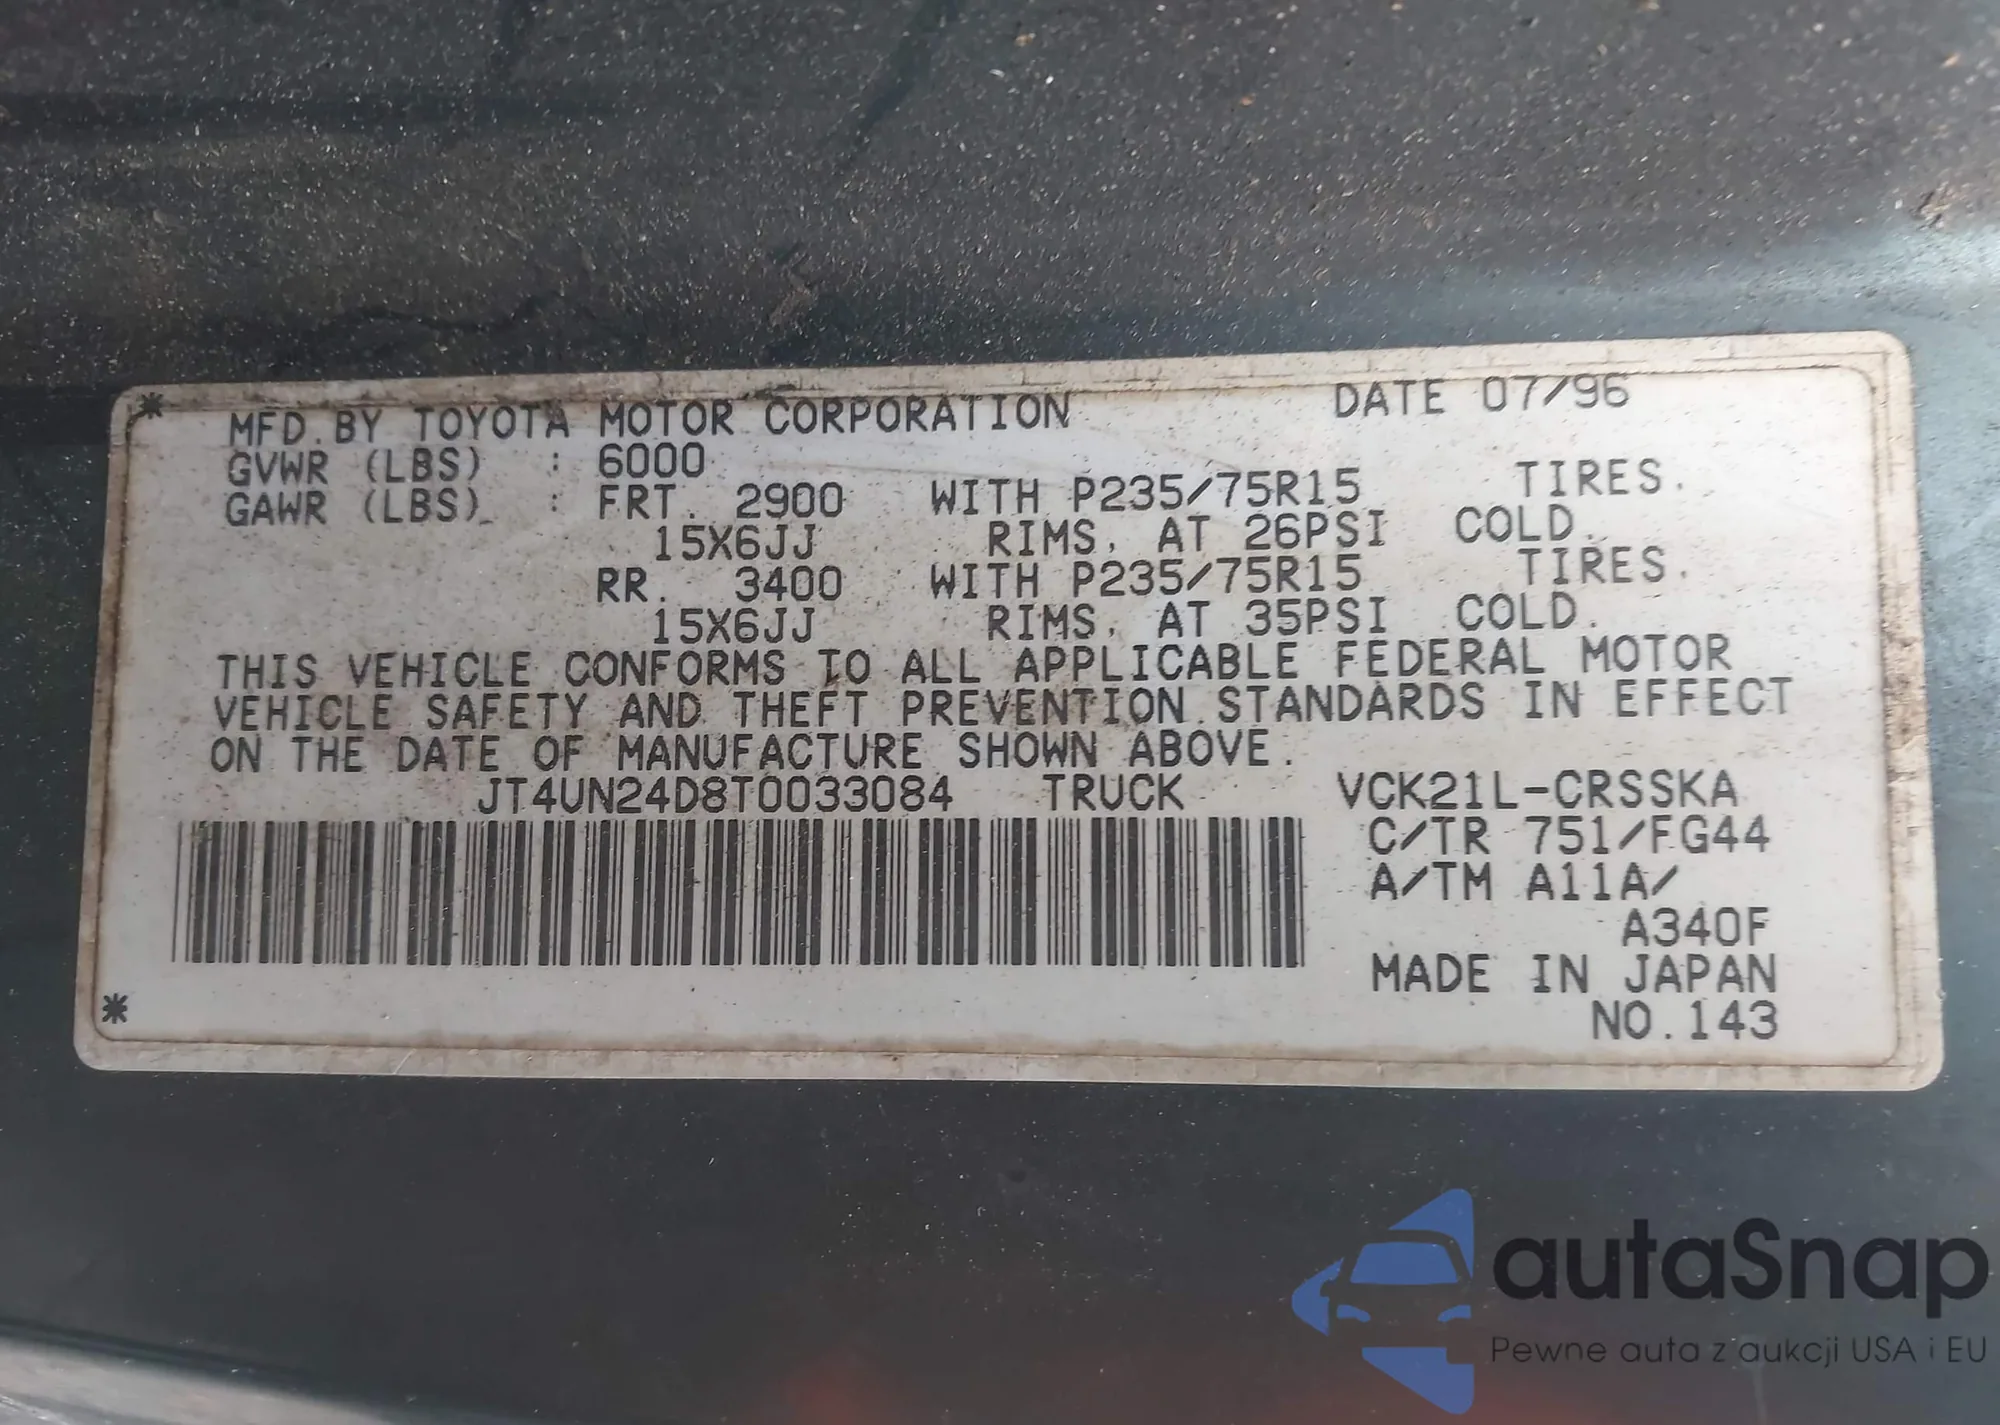 MFD. BY TOYOTA MOTOR CORPORATION DATE 07/96
GVWR (LBS) : 6000
GAWR (LBS) : FRT. 2900 WITH P235/75R15 TIRES.
15X6JJ RIMS, AT 26PSI COLD.
RR. 3400 WITH P235/75R15 TIRES.
15X6JJ RIMS, AT 35PSI COLD.
THIS VEHICLE CONFORMS TO ALL APPLICABLE FEDERAL MOTOR
VEHICLE SAFETY AND THEFT PREVENTION STANDARDS IN EFFECT
ON THE DATE OF MANUFACTURE SHOWN ABOVE.
JT4UN24D8T0033084 TRUCK VCK21L-CRSSKA
C/TR 751/FG44
A/TM A11A/
A340F
MADE IN JAPAN
NO.143
autaSnap
Pewne auta z aukcji USA i EU